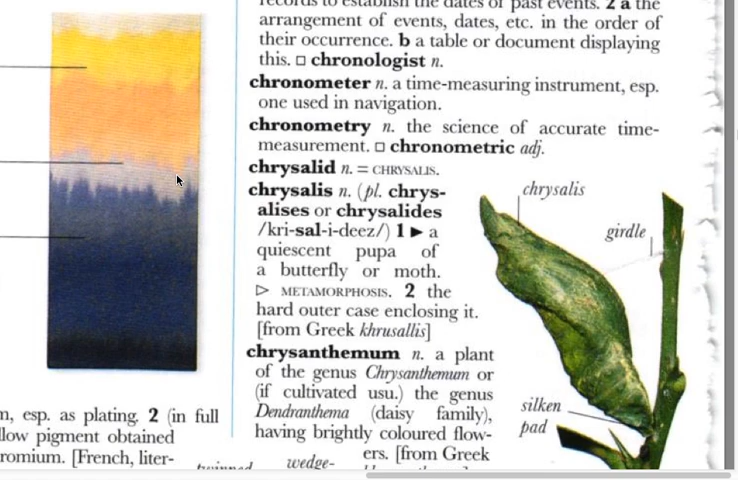 records to establish the dates of past events. 2 a the
arrangement of events, dates, etc. in the order of
their occurrence. b a table or document displaying
this. □ chronologist n.
chronometer n. a time-measuring instrument, esp.
one used in navigation.
chronometry n. the science of accurate time-
measurement. □ chronometric adj.
chrysalid n. = CHRYSALIS.
chrysalis n. (pl. chrys-
alises or chrysalides
/kri-sal-i-deez/) 1 ► a
quiescent pupa of
a butterfly or moth.
▷ METAMORPHOSIS. 2 the
hard outer case enclosing it.
[from Greek khrusallis]
chrysanthemum n. a plant
of the genus Chrysanthemum or
(if cultivated usu.) the genus
Dendranthema (daisy family),
having brightly coloured flow-
ers. [from Greek
chrysalis
girdle
silken
pad
m, esp. as plating. 2 (in full
llow pigment obtained
romium. [French, liter-
wedge-